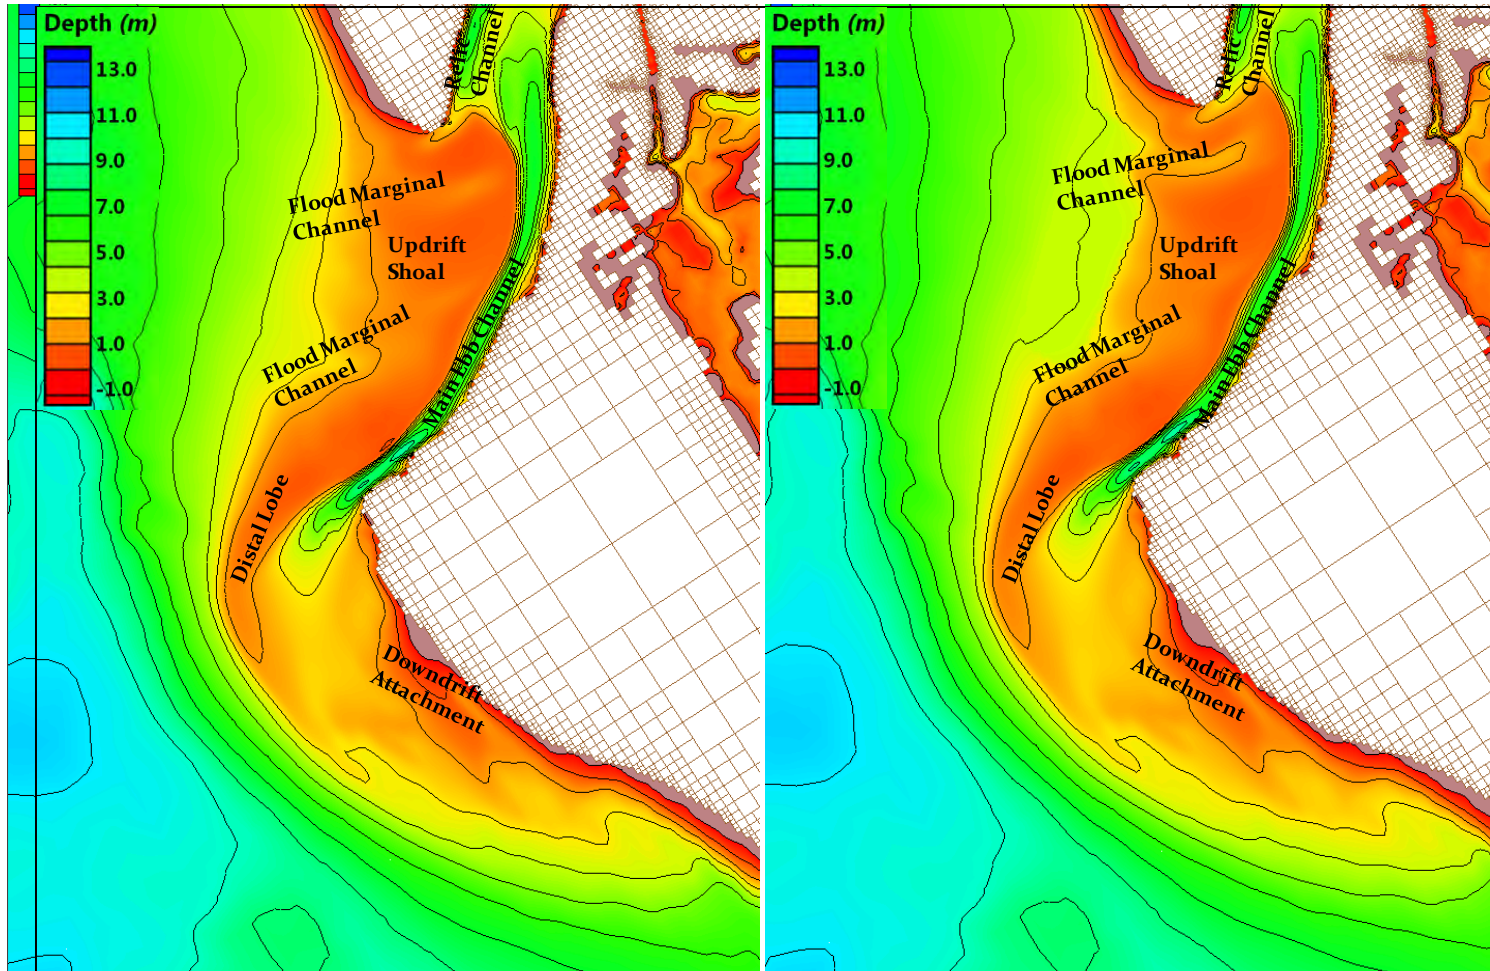 Depth (m)
13.0
11.0
9.0
7.0
5.0
3.0
1.0
-1.0
Relic
Channel
Flood Marginal
Channel
Updrift
Shoal
Flood Marginal
Channel
Main Ebb Channel
Distal Lobe
Downdrift
Attachment
Depth (m)
13.0
11.0
9.0
7.0
5.0
3.0
1.0
-1.0
Relic
Channel
Flood Marginal
Channel
Updrift
Shoal
Flood Marginal
Channel
Main Ebb Channel
Distal Lobe
Downdrift
Attachment